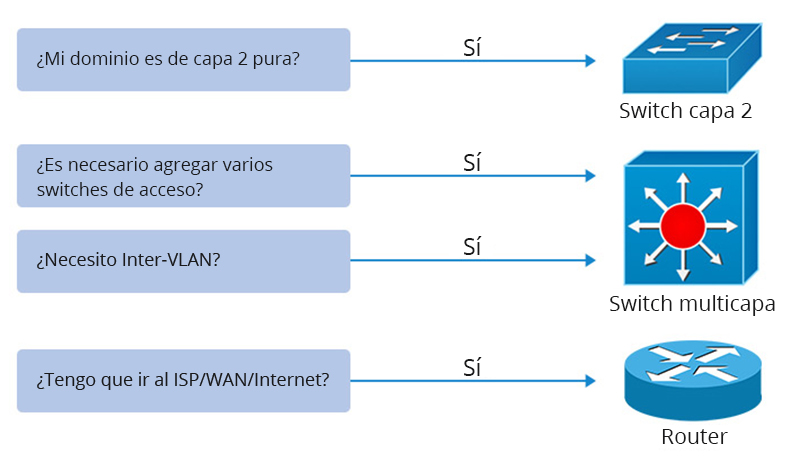 ¿Mi dominio es de capa 2 pura?
Sí
Switch capa 2
¿Es necesario agregar varios
switches de acceso?
Sí
¿Necesito Inter-VLAN?
Sí
Switch multicapa
¿Tengo que ir al ISP/WAN/Internet?
Sí
Router